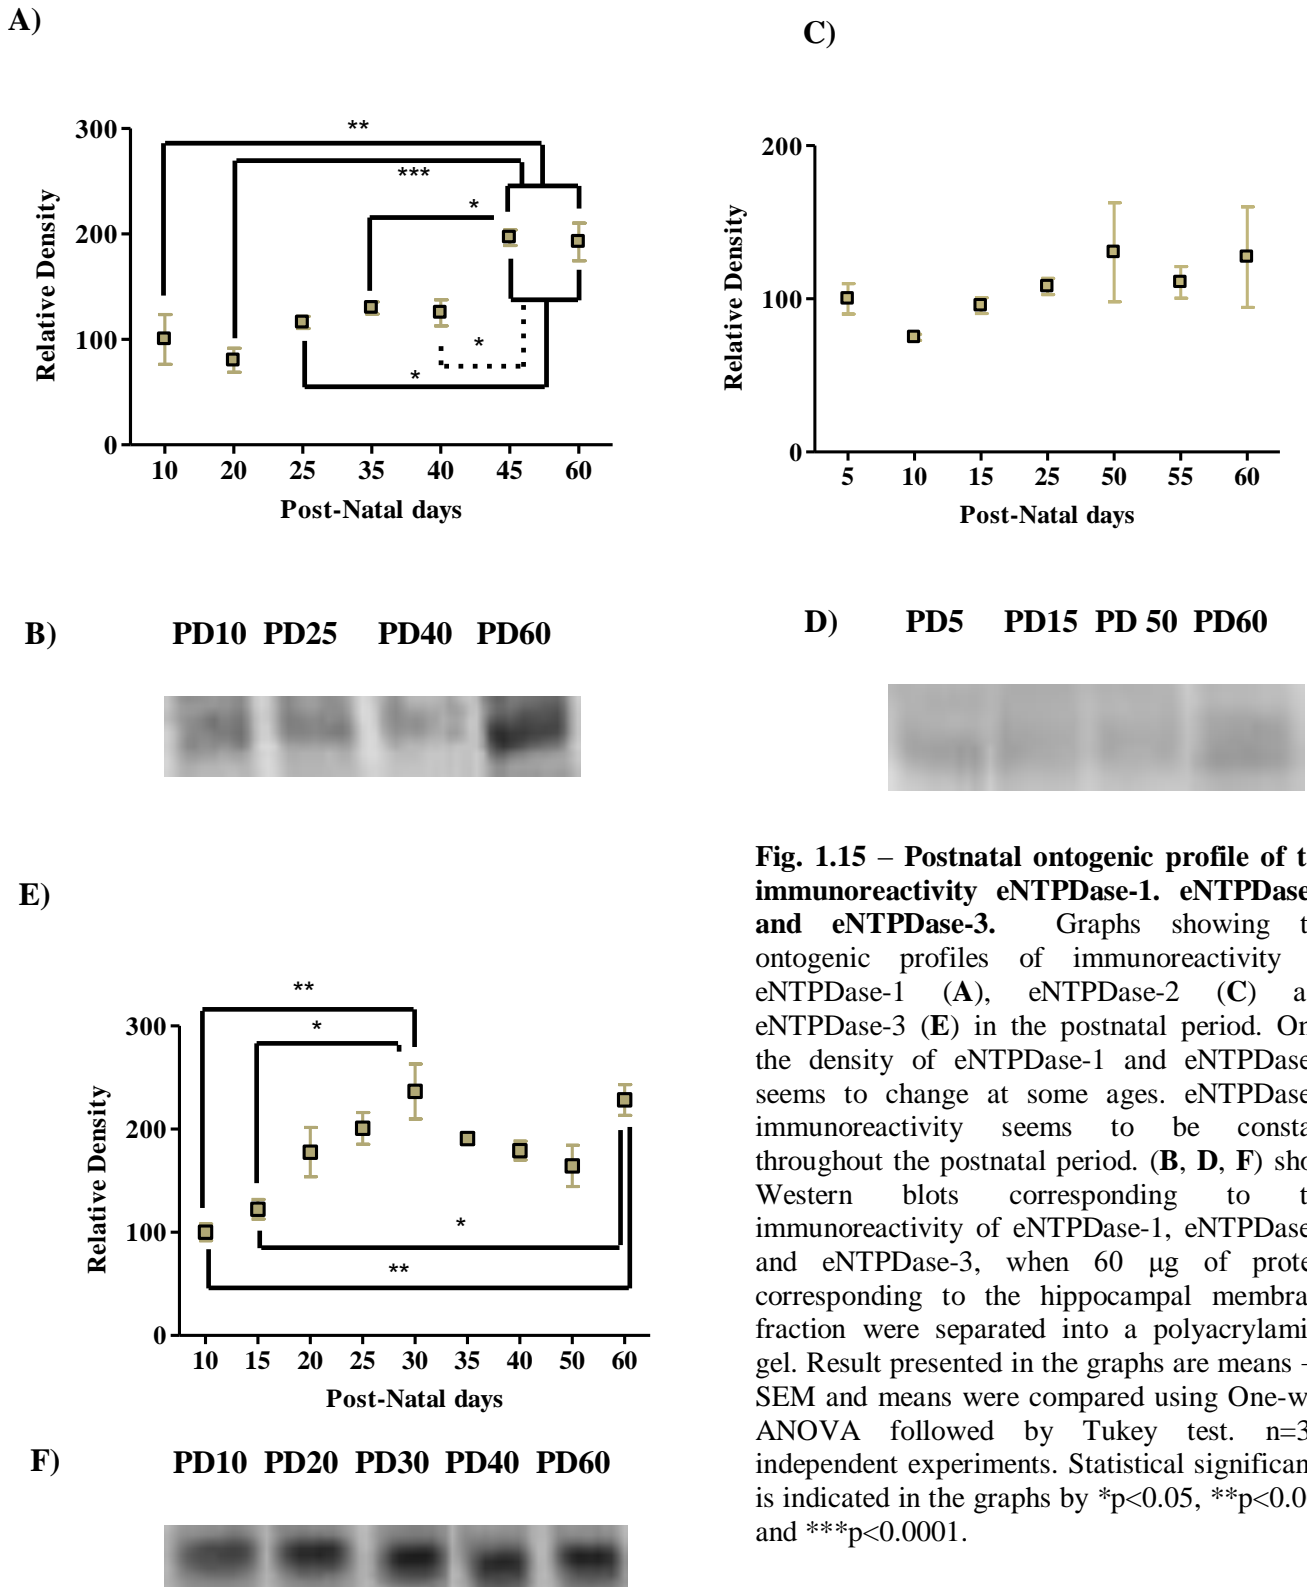 A)
300
200
100
0
Relative Density
**
***
*
*
*
10 20 25 35 40 45 60
Post-Natal days
B)
PD10 PD25 PD40 PD60
C)
200
100
0
Relative Density
5 10 15 25 50 55 60
Post-Natal days
D)
PD5 PD15 PD 50 PD60
E)
300
200
100
0
Relative Density
**
*
*
**
10 15 20 25 30 35 40 50 60
Post-Natal days
F)
PD10 PD20 PD30 PD40 PD60
Fig. 1.15 – Postnatal ontogenic profile of t
immunoreactivity eNTPDase-1. eNTPDase
and eNTPDase-3. Graphs showing t
ontogenic profiles of immunoreactivity
eNTPDase-1 (A), eNTPDase-2 (C) a
eNTPDase-3 (E) in the postnatal period. On
the density of eNTPDase-1 and eNTPDase
seems to change at some ages. eNTPDase
immunoreactivity seems to be consta
throughout the postnatal period. (B, D, F) sho
Western blots corresponding to t
immunoreactivity of eNTPDase-1, eNTPDase
and eNTPDase-3, when 60 μg of prote
corresponding to the hippocampal membra
fraction were separated into a polyacrylami
gel. Result presented in the graphs are means
SEM and means were compared using One-w
ANOVA followed by Tukey test. n=3
independent experiments. Statistical significan
is indicated in the graphs by *p<0.05, **p<0.0
and ***p<0.0001.